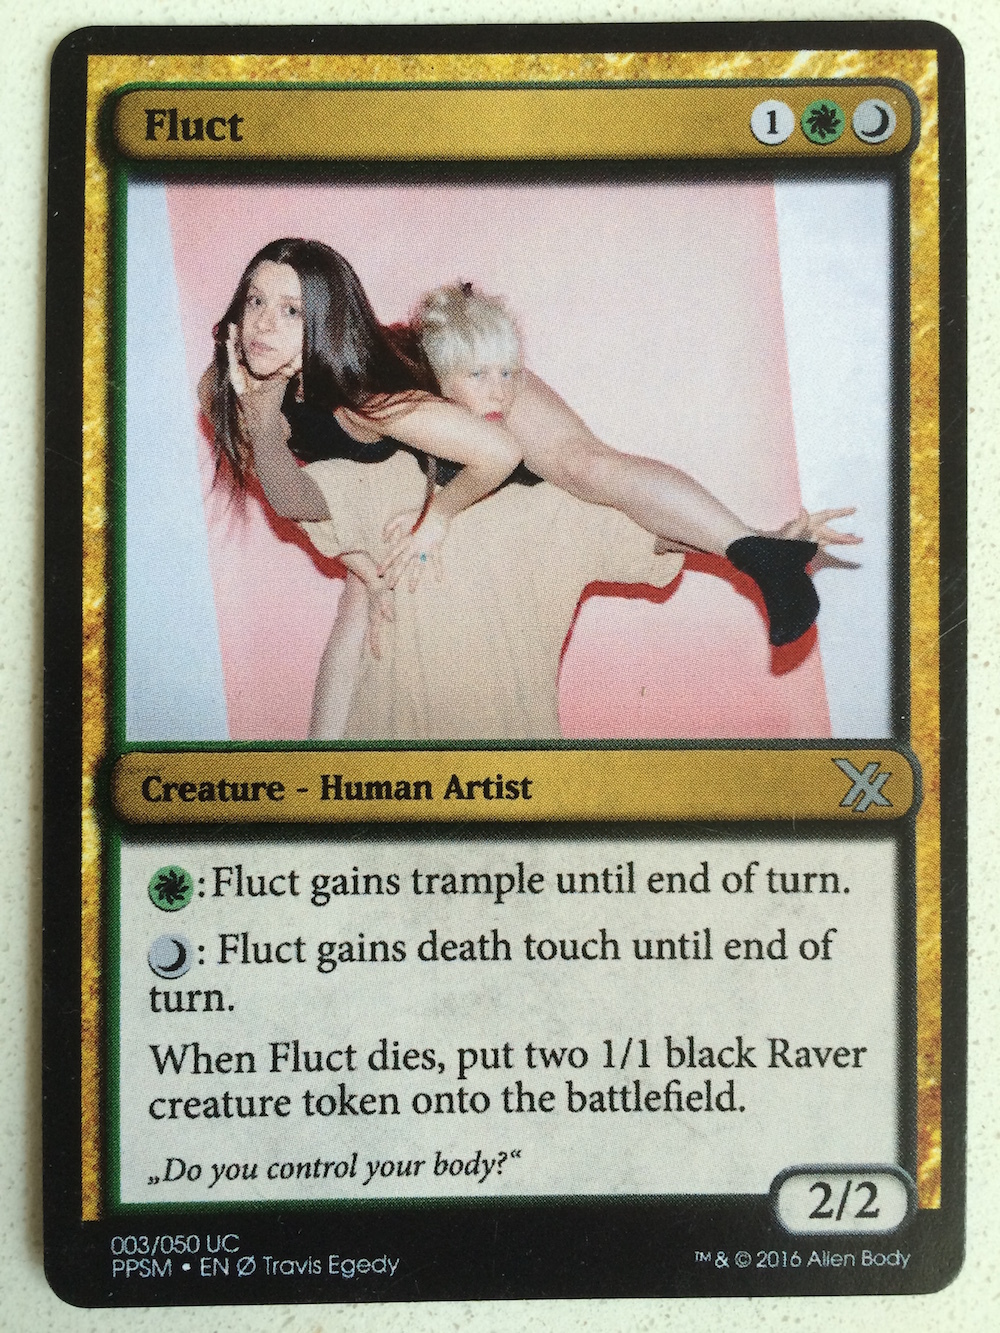 Fluct 1
Creature - Human Artist
:Fluct gains trample until end of turn.
: Fluct gains death touch until end of
turn.
When Fluct dies, put two 1/1 black Raver
creature token onto the battlefield.
„Do you control your body?“
2/2
003/050 UC
PPSM • EN Ø Travis Egedy
™ & © 2016 Alien Body